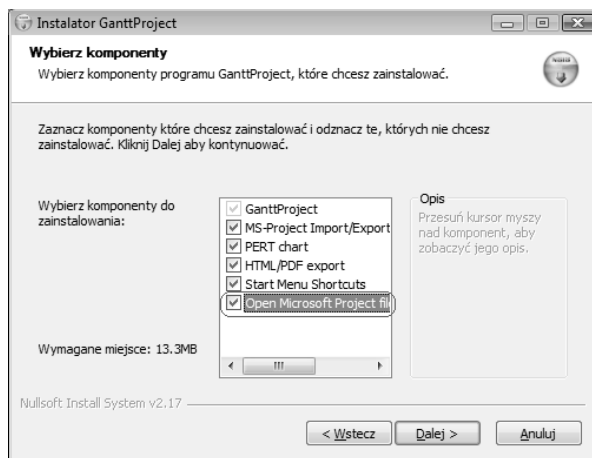 Instalator GanttProject
Wybierz komponenty
Wybierz komponenty programu GanttProject, które chcesz zainstalować.
Zaznacz komponenty które chcesz zainstalować i odznacz te, których nie chcesz
zainstalować. Kliknij Dalej aby kontynuować.
Wybierz komponenty do
zainstalowania:
GanttProject
MS-Project Import/Export
PERT chart
HTML/PDF export
Start Menu Shortcuts
Open Microsoft Project
Opis
Przesuń kursor myszy
nad komponent, aby
zobaczyć jego opis.
Wymagane miejsce: 13.3MB
Nullsoft Install System v2.17
< Wstecz
Dalej >
Anuluj